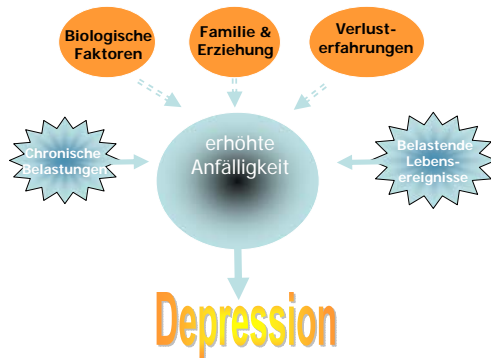 Biologische
Faktoren
Familie &
Erziehung
Verlust-
erfahrungen
erhöhte
Anfälligkeit
Chronische
Belastungen
Belastende
Lebens-
ereignisse
Depression